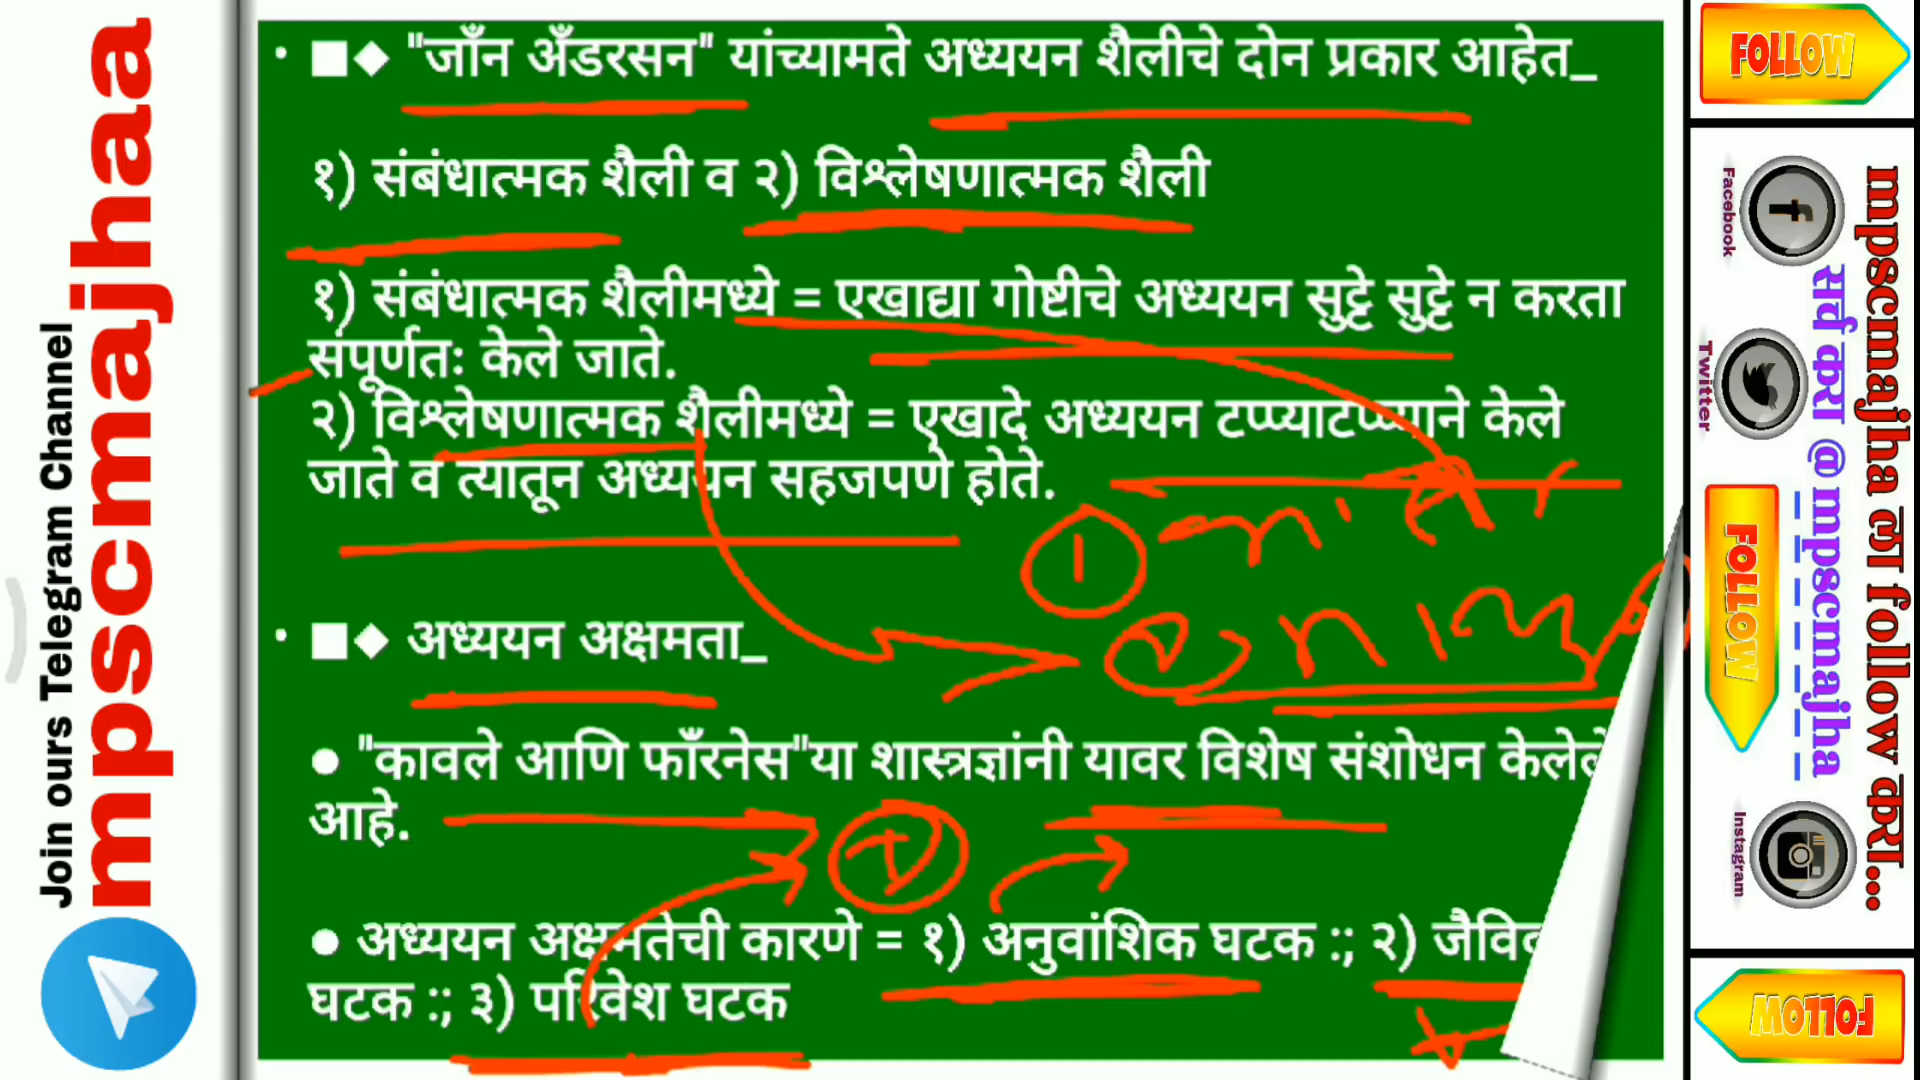 Join ours Telegram Channel
mpscmajhaa
• ■◆ "जाँन अँडरसन" यांच्यामते अध्ययन शैलीचे दोन प्रकार आहेत_
१) संबंधात्मक शैली व २) विश्लेषणात्मक शैली
१) संबंधात्मक शैलीमध्ये = एखाद्या गोष्टीचे अध्ययन सुट्टे सुट्टे न करता
संपूर्णतः केले जाते.
२) विश्लेषणात्मक शैलीमध्ये = एखादे अध्ययन टप्प्याटप्प्याने केले
जाते व त्यातून अध्ययन सहजपणे होते.
• ■◆ अध्ययन अक्षमता_
● "कावले आणि फाँरनेस"या शास्त्रज्ञांनी यावर विशेष संशोधन केलेले
आहे.
● अध्ययन अक्षमतेची कारणे = १) अनुवांशिक घटक :; २)
घटक :; ३) परिवेश घटक
FOLLOW
mpscmajha ला follow करा...
सर्व करा @mpscmajha
Facebook
Twitter
Instagram
FOLLOW
FOLLOW